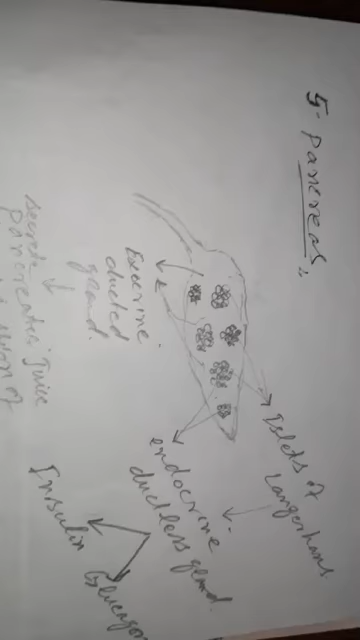 5- Pancreas,
Islets of
Langerhans
Exocrine
ducted
gland.
endocrine
ductless gland.
secrete
Pancreatic Juice
Insulin
Glucagon